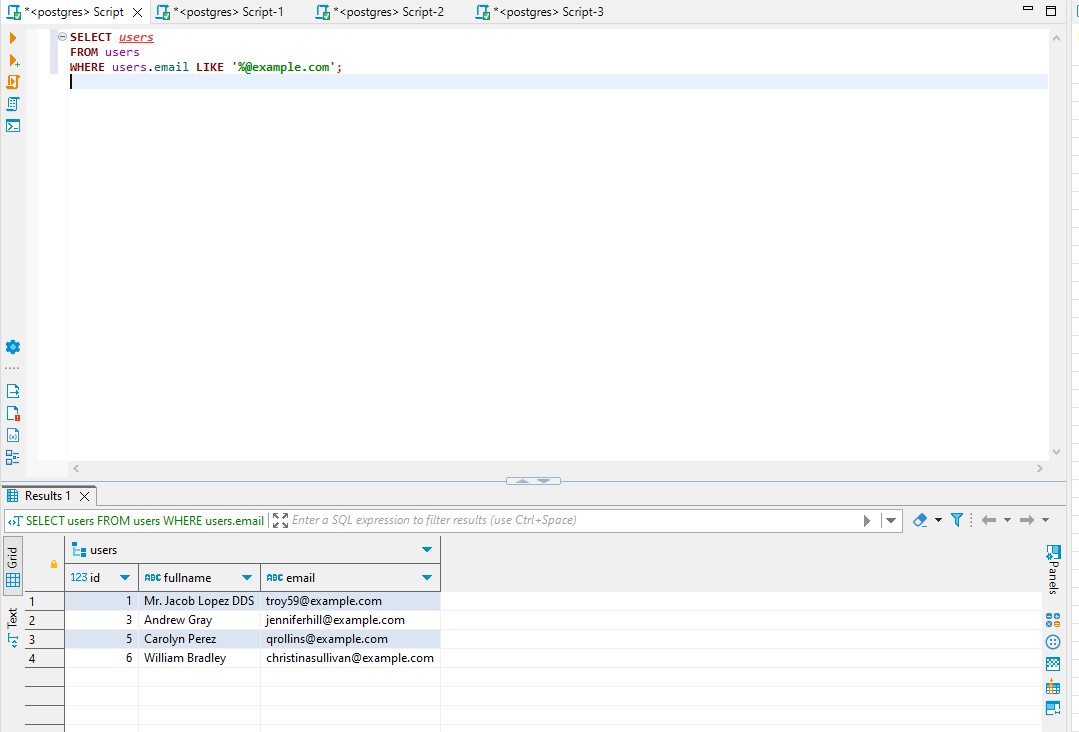 *<postgres> Script *<postgres> Script-1 *<postgres> Script-2 *<postgres> Script-3
SELECT users
FROM users
WHERE users.email LIKE '%@example.com';
Results 1
SELECT users FROM users WHERE users.email Enter a SQL expression to filter results (use Ctrl+Space)
Grid
Text
users
123 id ABC fullname ABC email
1 1 Mr. Jacob Lopez DDS troy59@example.com
2 3 Andrew Gray jenniferhill@example.com
3 5 Carolyn Perez qrollins@example.com
4 6 William Bradley christinasullivan@example.com
Panels